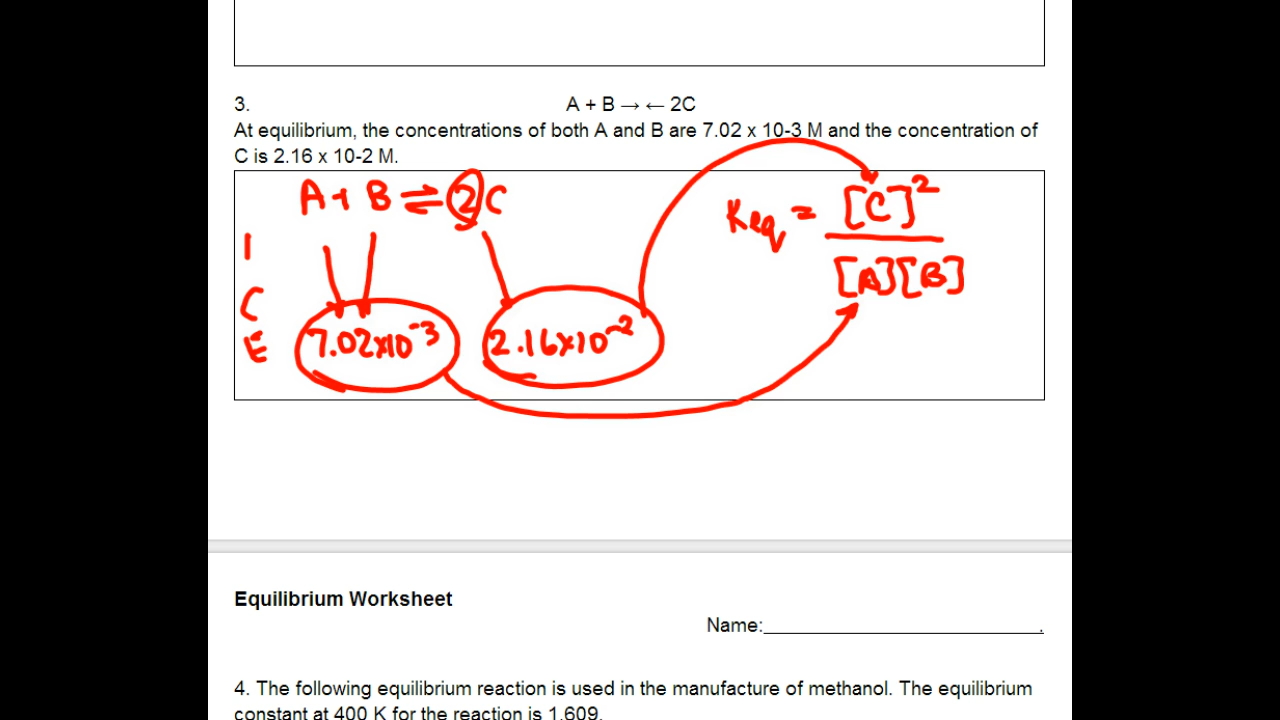 3. A + B → ← 2C
At equilibrium, the concentrations of both A and B are 7.02 x 10-3 M and the concentration of
C is 2.16 x 10-2 M.
A + B ⇌ 2C
Keq = [C]²
[A][B]
I
C
E 7.02x10⁻³ 2.16x10⁻²
Equilibrium Worksheet
Name:___________________________.
4. The following equilibrium reaction is used in the manufacture of methanol. The equilibrium
constant at 400 K for the reaction is 1.609.